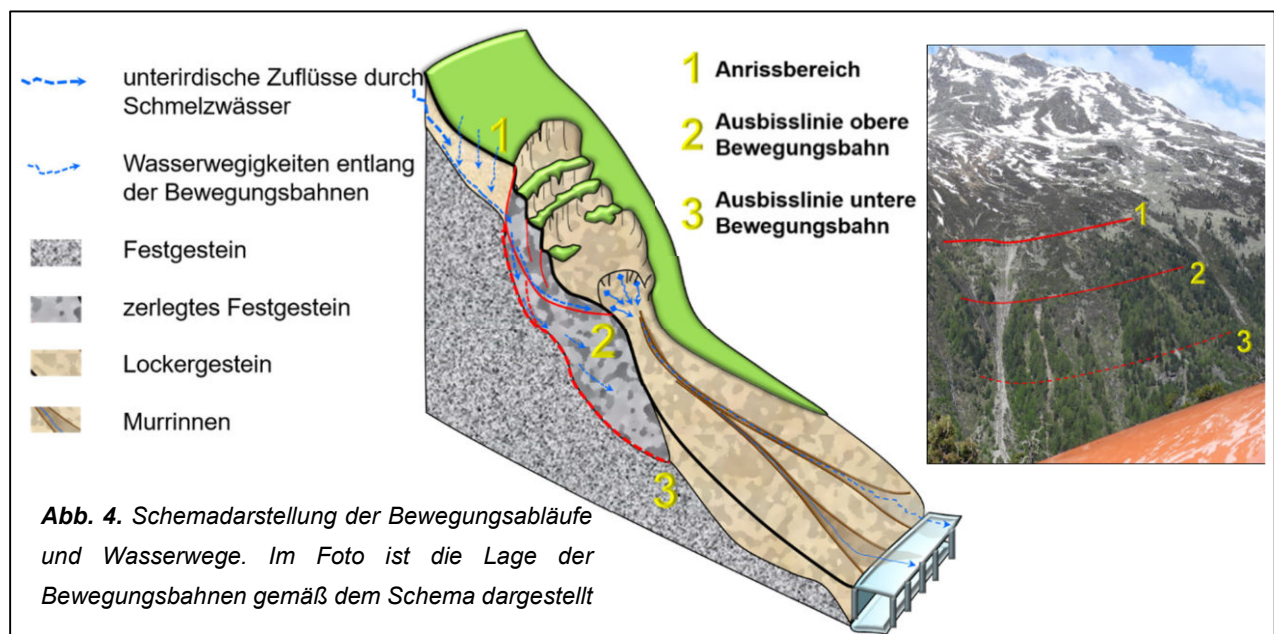 unterirdische Zuflüsse durch
Schmelzwässer
Wasserwegigkeiten entlang
der Bewegungsbahnen
Festgestein
zerlegtes Festgestein
Lockergestein
Murrinnen
1
2
3
1 Anrissbereich
2 Ausbisslinie obere
Bewegungsbahn
3 Ausbisslinie untere
Bewegungsbahn
1
2
3
Abb. 4. Schemadarstellung der Bewegungsabläufe
und Wasserwege. Im Foto ist die Lage der
Bewegungsbahnen gemäß dem Schema dargestellt